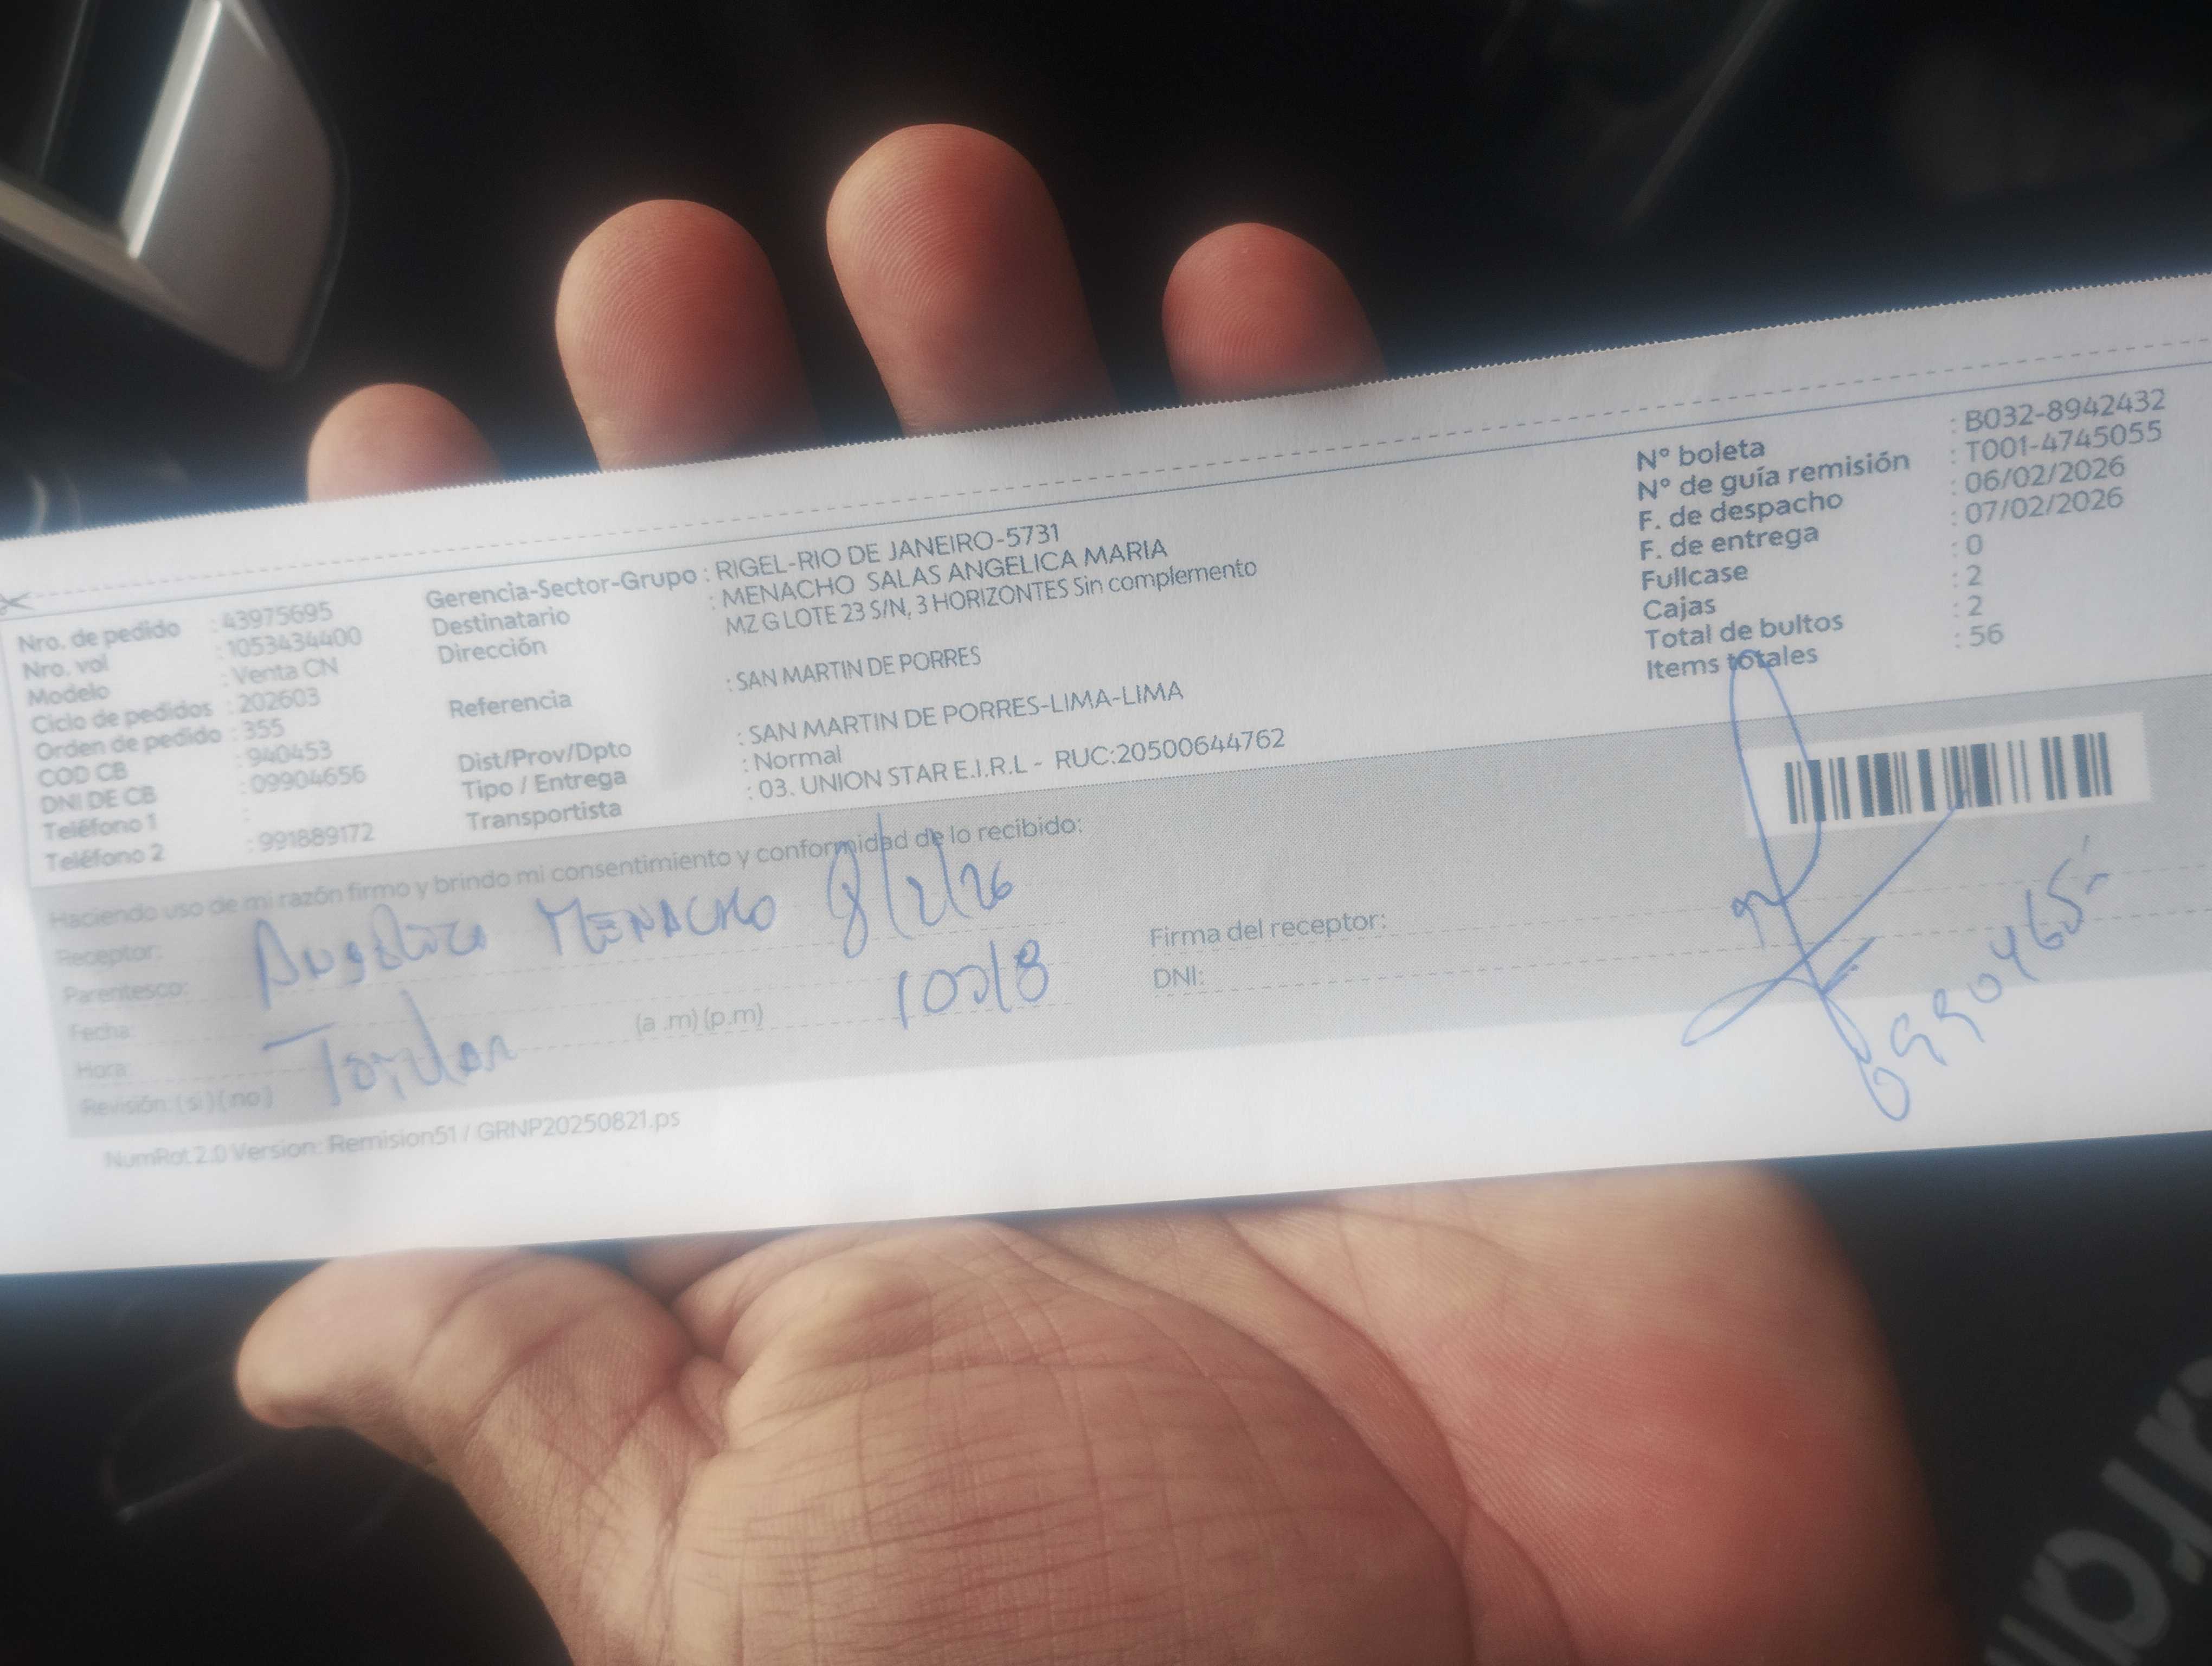 Nro. de pedido : 43975695
Nro. vol : 1053434400
Modelo : Venta CN
Ciclo de pedidos : 202603
Orden de pedido : 355
COD CB : 940453
DNI DE CB : 09904656
Teléfono 1 :
Teléfono 2 : 991889172
Gerencia-Sector-Grupo : RIGEL-RIO DE JANEIRO-5731
Destinatario : MENACHO SALAS ANGELICA MARIA
Dirección MZ G LOTE 23 S/N, 3 HORIZONTES Sin complemento
Referencia : SAN MARTIN DE PORRES
Dist/Prov/Dpto : SAN MARTIN DE PORRES-LIMA-LIMA
Tipo / Entrega : Normal
Transportista : 03. UNION STAR E.I.R.L - RUC:20500644762
N° boleta : B032-8942432
N° de guía remisión : T001-4745055
F. de despacho : 06/02/2026
F. de entrega : 07/02/2026
Fullcase : 0
Cajas : 2
Total de bultos : 2
Items totales : 56
Haciendo uso de mi razón firmo y brindo mi consentimiento y conformidad de lo recibido:
Receptor: Angelica MENACHO 8/2/26
Parentesco:
Fecha:
Hora: (a .m) (p.m)
Revisión: (si) (no)
Firma del receptor:
DNI:
NumRot 2.0 Version: Remision51 / GRNP20250821.ps